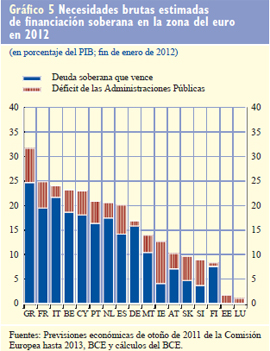 Gráfico 5 Necesidades brutas estimadas
de financiación soberana en la zona del euro
en 2012
(en porcentaje del PIB; fin de enero de 2012)
Deuda soberana que vence
Déficit de las Administraciones Públicas
40 40
35 35
30 30
25 25
20 20
15 15
10 10
5 5
0 0
GR FR IT BE CY PT NL ES DE MT IE AT SK SI FI EE LU
Fuentes: Previsiones económicas de otoño de 2011 de la Comisión
Europea hasta 2013, BCE y cálculos del BCE.